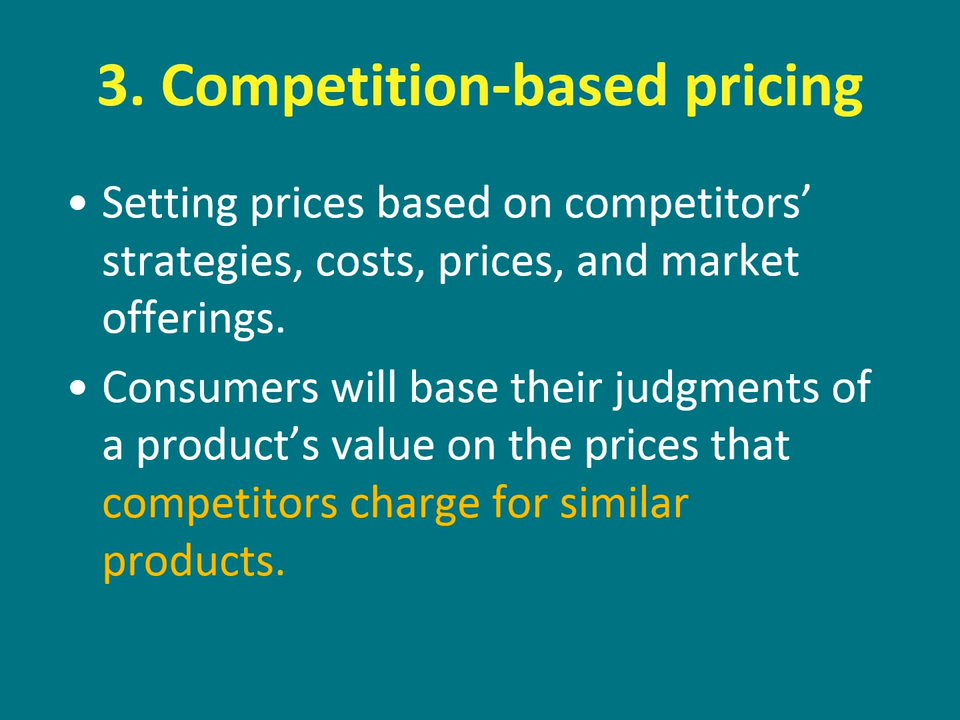 3. Competition-based pricing
• Setting prices based on competitors’
strategies, costs, prices, and market
offerings.
• Consumers will base their judgments of
a product’s value on the prices that
competitors charge for similar
products.